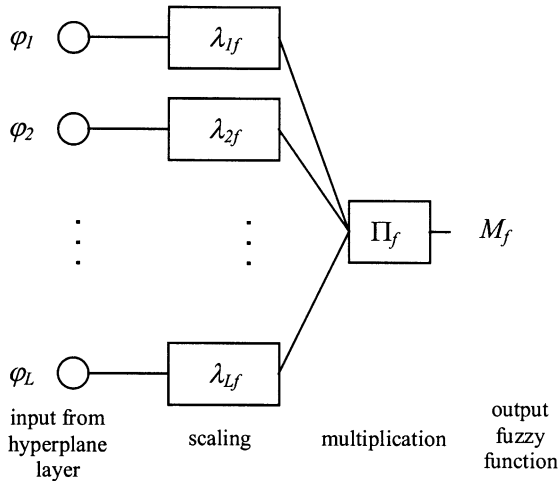 φ1 λ1f
φ2 λ2f
Πf Mf
φL λLf
input from
hyperplane
layer
scaling
multiplication
output
fuzzy
function